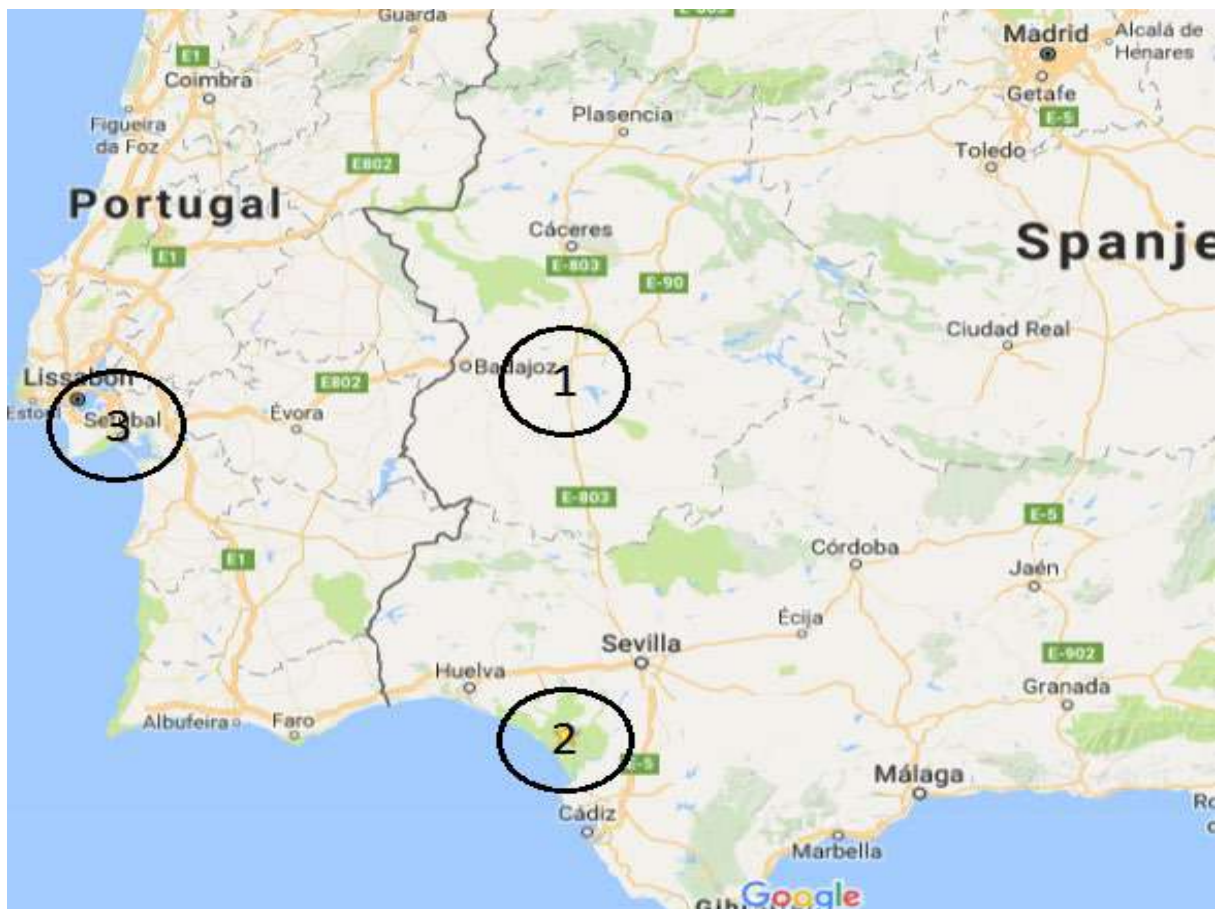 Guarda
Madrid
Alcalá de
Hénares
E1
Coimbra
Getafe
Plasencia
E-5
Figueira
da Foz
Toledo
E802
Portugal
Cáceres
Spanje
E1
E-803
E-90
Ciudad Real
Badajoz
1
Lissabon
E802
Setúbal
3
Évora
E-803
E-5
Córdoba
E1
Jaén
Écija
Sevilla
E-902
Huelva
Granada
Albufeira
Faro
2
E-5
Málaga
Cádiz
Marbella
Google